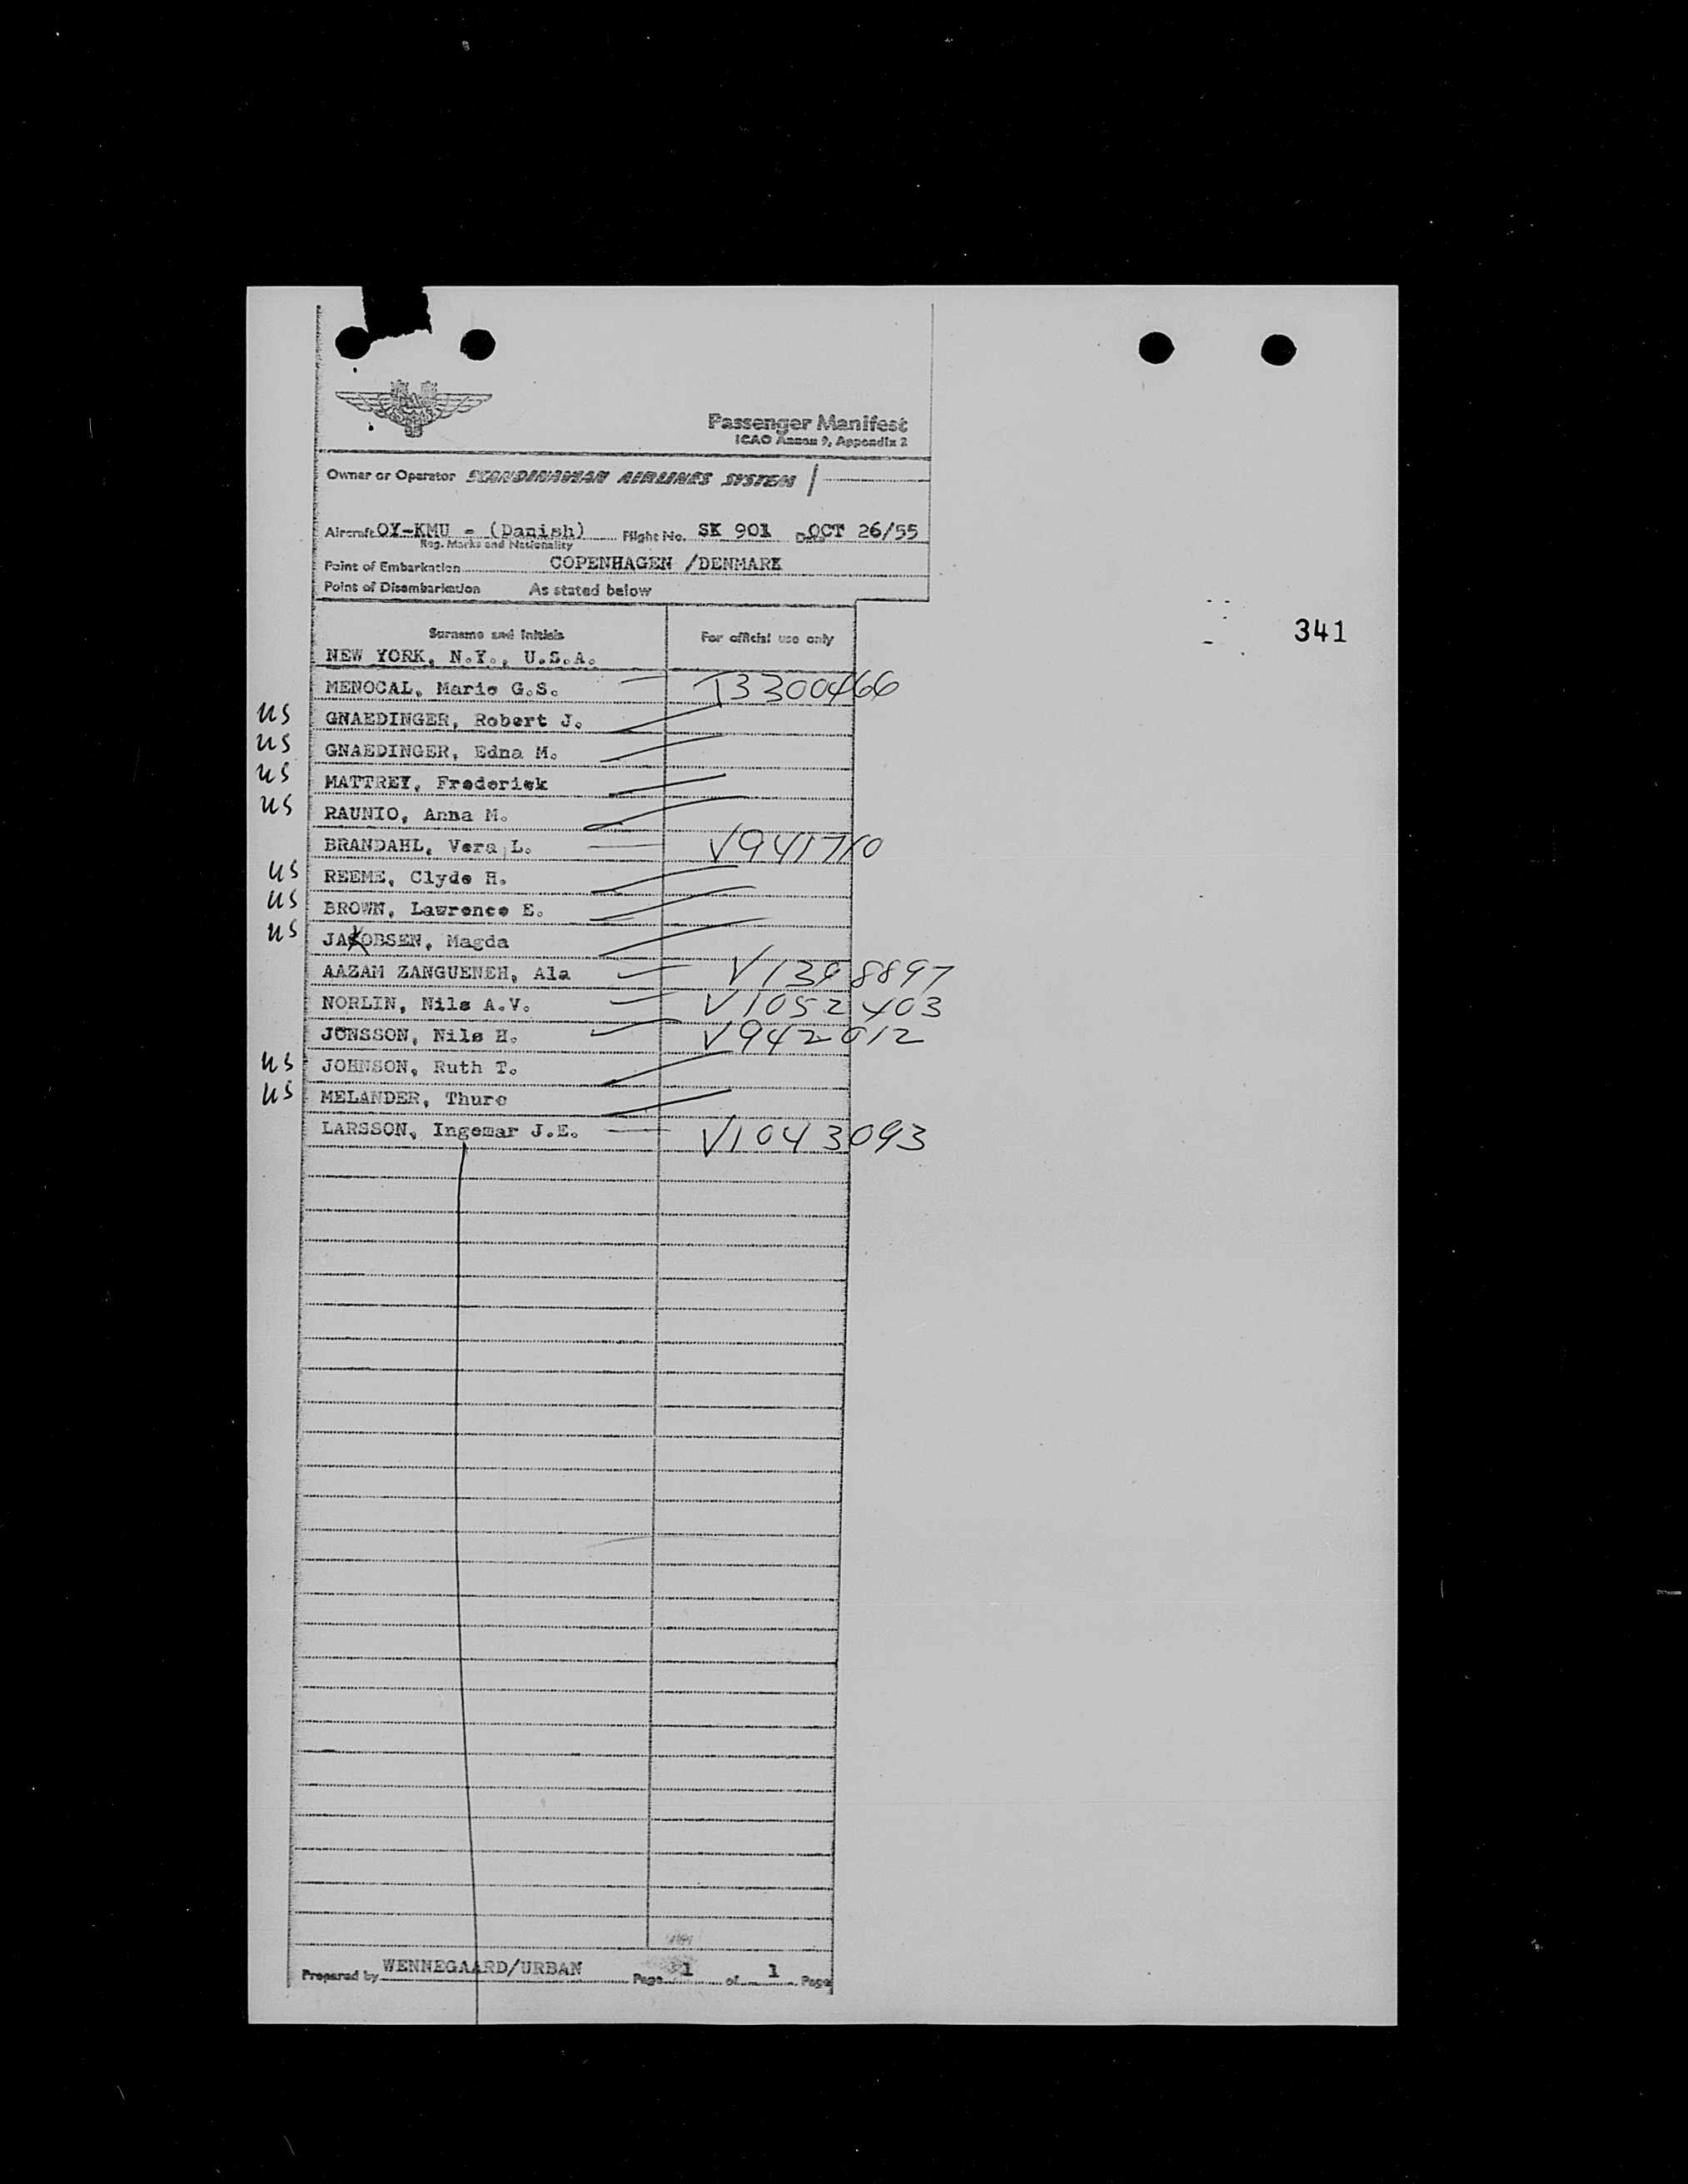 Passenger Manifest
ICAO Annex 9, Appendix 2
Owner or Operator SCANDINAVIAN AIRLINES SYSTEM
Aircraft OY-KMU - (Danish) Flight No. SK 901 Date OCT 26/55
Reg. Marks and Nationality
Point of Embarkation COPENHAGEN /DENMARK
Point of Disembarkation As stated below
341
Surname and Initials For official use only
NEW YORK, N.Y., U.S.A.
MENOCAL, Marie G.S. I3300466
US GNAEDINGER, Robert J.
US GNAEDINGER, Edna M.
US MATTREY, Frederick
US RAUNIO, Anna M.
BRANDAHL, Vera L. V941710
US REEME, Clyde H.
US BROWN, Lawrence E.
US JAKOBSEN, Magda
AAZAM ZANGUENEH, Ala V1398897
NORLIN, Nils A.V. V1052403
JÖNSSON, Nils H. V942012
US JOHNSON, Ruth T.
US MELANDER, Thure
LARSSON, Ingemar J.E. V1043093
Prepared by WENNEGAARD/URBAN Page 1 of 1 Page